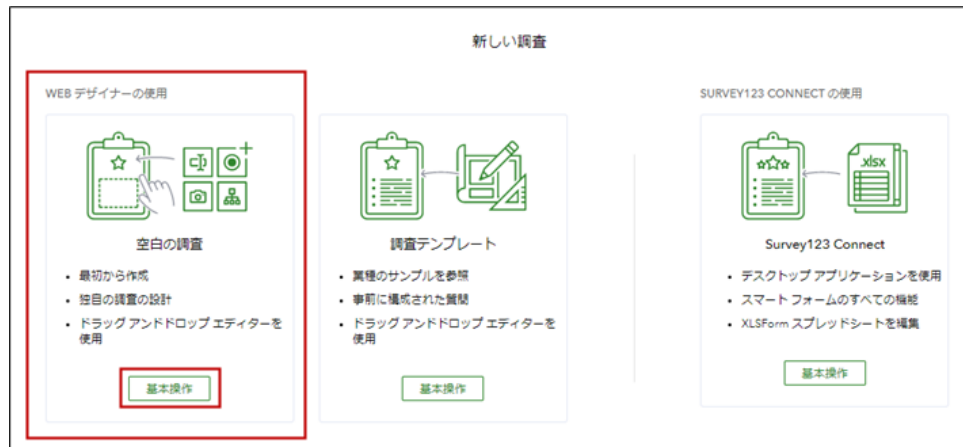 新しい調査
WEB デザイナーの使用
空白の調査
• 最初から作成
• 独自の調査の設計
• ドラッグ アンドドロップ エディターを
使用
基本操作
調査テンプレート
• 業種のサンプルを参照
• 事前に構成された質問
• ドラッグ アンドドロップ エディターを
使用
基本操作
SURVEY123 CONNECT の使用
.xlsx
Survey123 Connect
• デスクトップ アプリケーションを使用
• スマート フォームのすべての機能
• XLSForm スプレッドシートを編集
基本操作